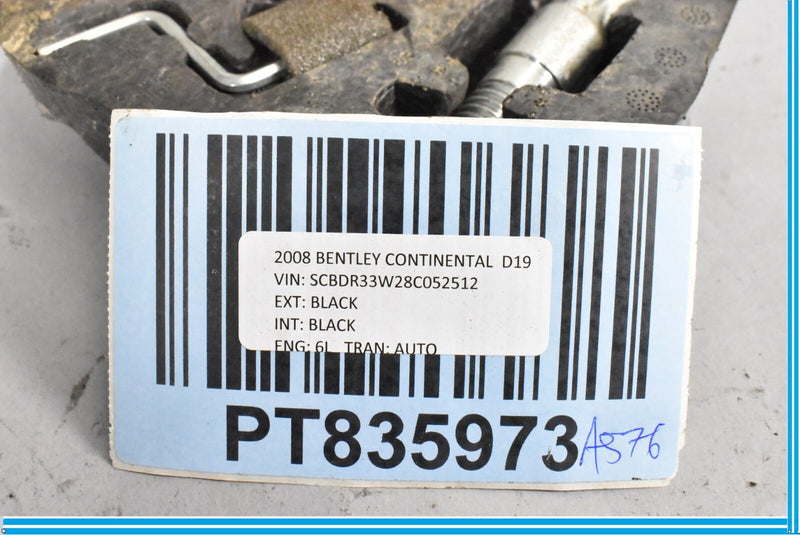 2008 BENTLEY CONTINENTAL D19
VIN: SCBDR33W28C052512
EXT: BLACK
INT: BLACK
ENG: 6L TRAN: AUTO
PT835973 A576